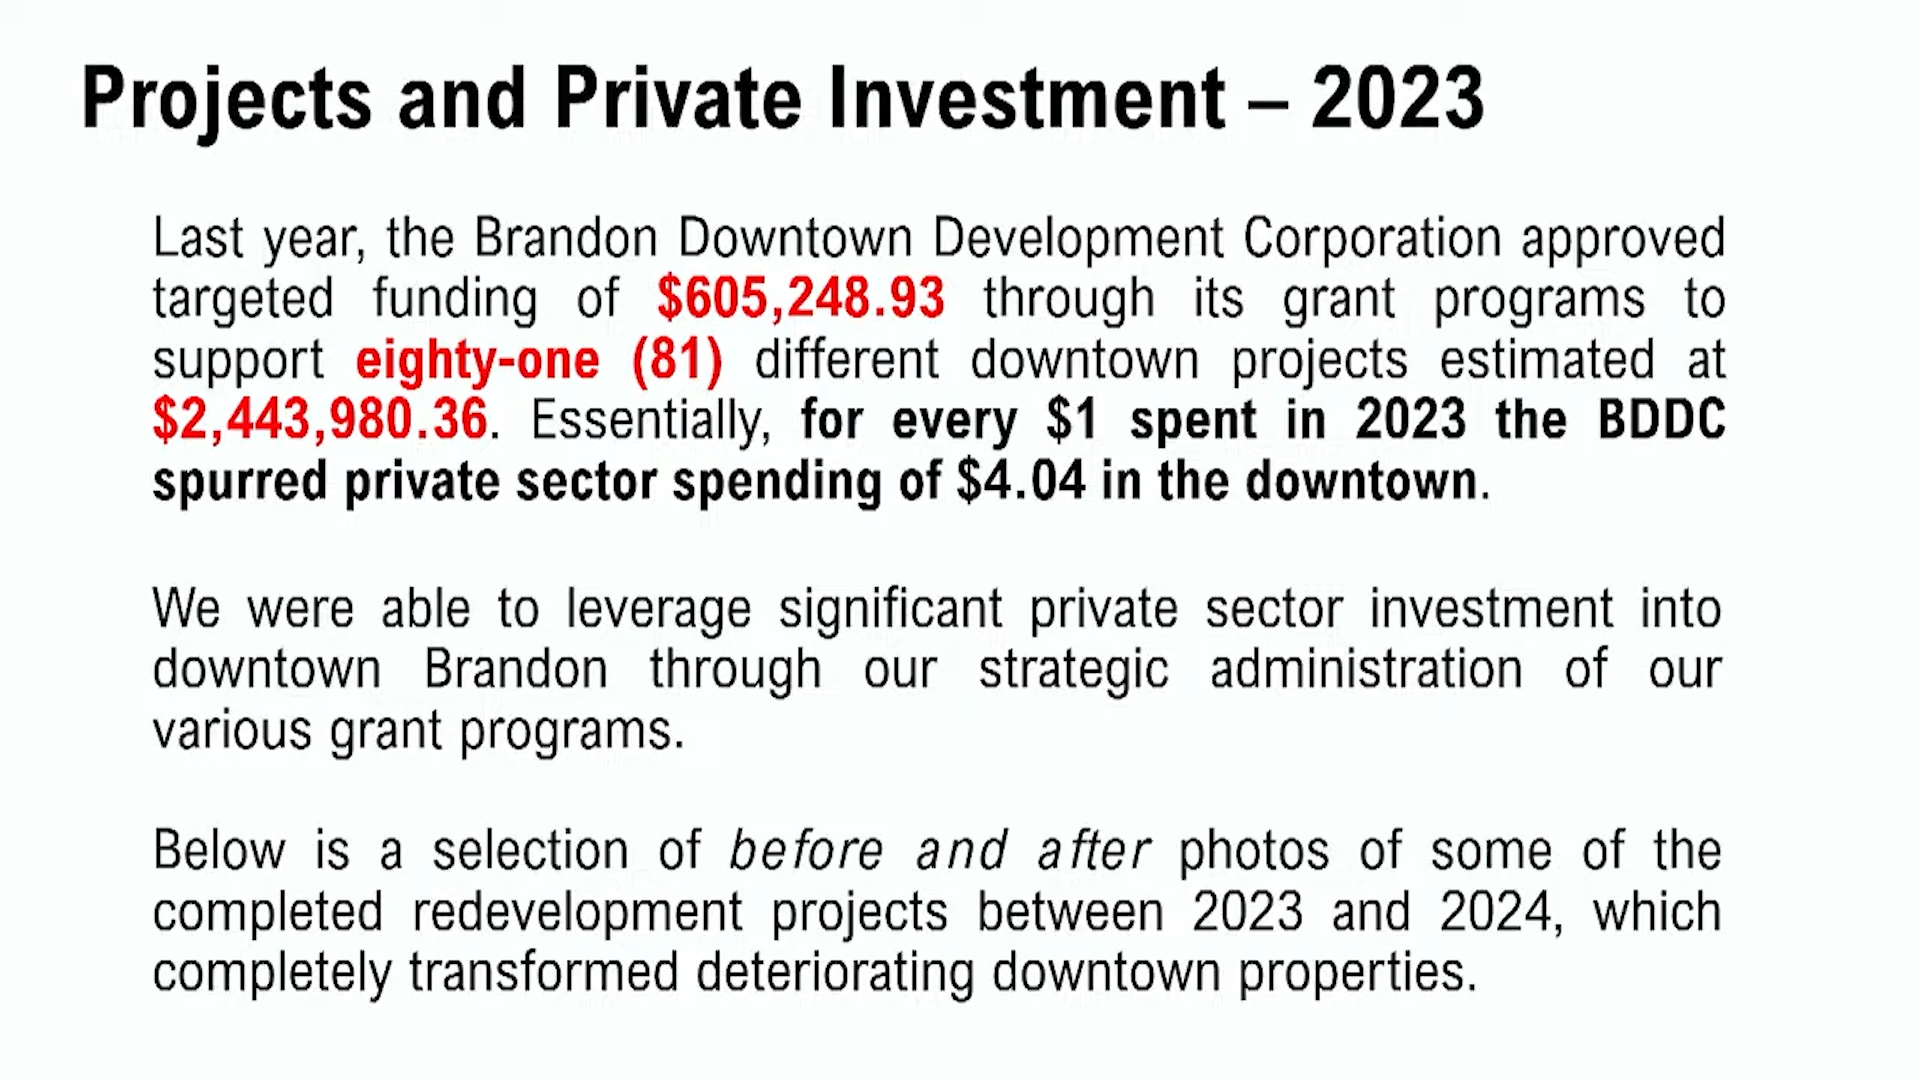 Projects and Private Investment – 2023
Last year, the Brandon Downtown Development Corporation approved
targeted funding of $605,248.93 through its grant programs to
support eighty-one (81) different downtown projects estimated at
$2,443,980.36. Essentially, for every $1 spent in 2023 the BDDC
spurred private sector spending of $4.04 in the downtown.
We were able to leverage significant private sector investment into
downtown Brandon through our strategic administration of our
various grant programs.
Below is a selection of before and after photos of some of the
completed redevelopment projects between 2023 and 2024, which
completely transformed deteriorating downtown properties.